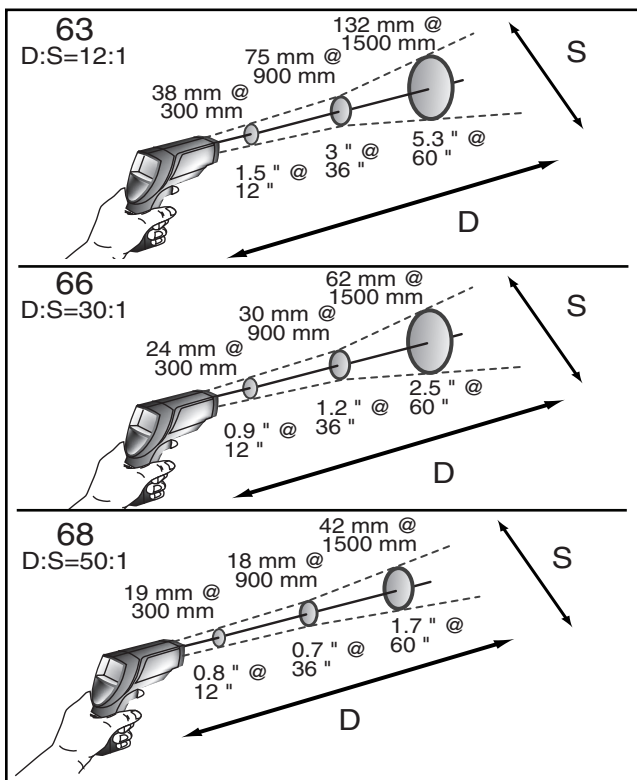 63
D:S=12:1
132 mm @
1500 mm
75 mm @
900 mm
38 mm @
300 mm
S
1.5 " @
12 "
3 " @
36 "
5.3 " @
60 "
D
66
D:S=30:1
62 mm @
1500 mm
30 mm @
900 mm
24 mm @
300 mm
S
0.9 " @
12 "
1.2 " @
36 "
2.5 " @
60 "
D
68
D:S=50:1
42 mm @
1500 mm
18 mm @
900 mm
19 mm @
300 mm
S
0.8 " @
12 "
0.7 " @
36 "
1.7 " @
60 "
D